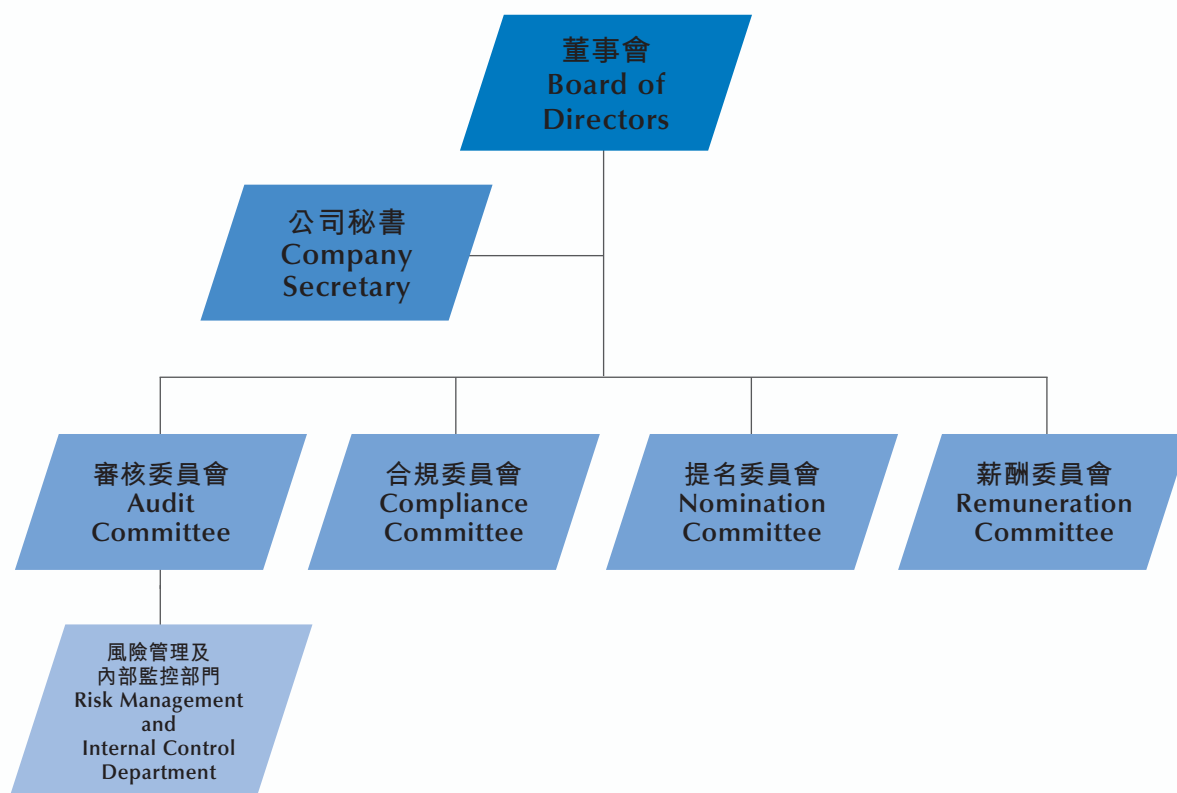 董事會
Board of
Directors
公司秘書
Company
Secretary
審核委員會
Audit
Committee
合規委員會
Compliance
Committee
提名委員會
Nomination
Committee
薪酬委員會
Remuneration
Committee
風險管理及
內部監控部門
Risk Management
and
Internal Control
Department